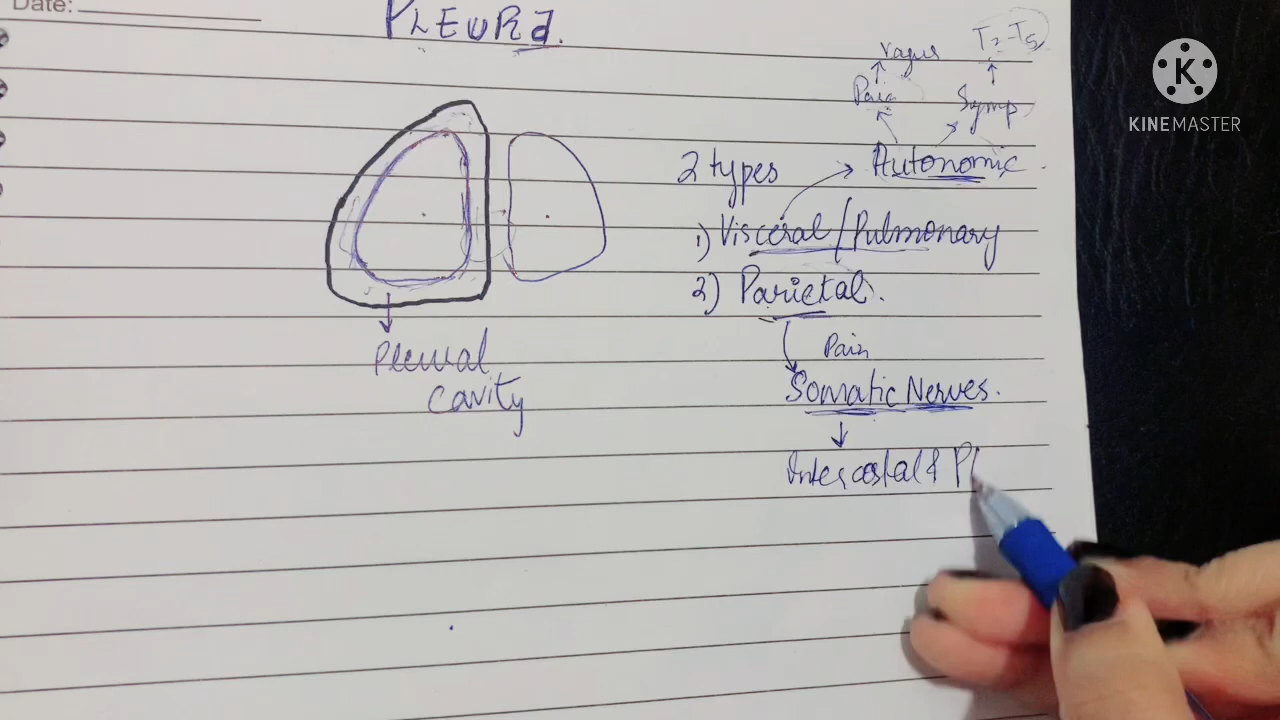 Date:
PLEURa.
Vagus T2-T5
Para Symp
Autonomic
2 types
1) Visceral/Pulmonary
2) Parietal.
Pain
Somatic Nerves.
Intercostal & Ph
Pleural
cavity
K
KINEMASTER